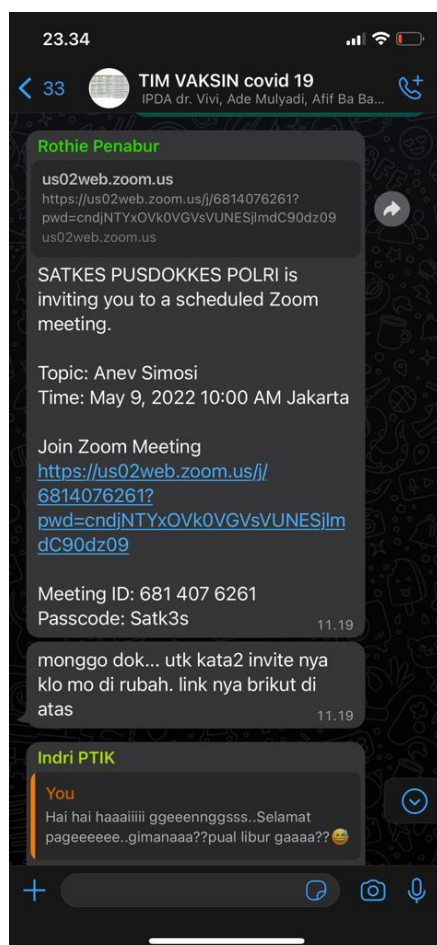 23.34
33
TIM VAKSIN covid 19
IPDA dr. Vivi, Ade Mulyadi, Afif Ba Ba...
Rothie Penabur
us02web.zoom.us
https://us02web.zoom.us/j/6814076261?
pwd=cndjNTYxOVk0VGVsVUNESjlmdC90dz09
us02web.zoom.us
SATKES PUSDOKKES POLRI is
inviting you to a scheduled Zoom
meeting.
Topic: Anev Simosi
Time: May 9, 2022 10:00 AM Jakarta
Join Zoom Meeting
https://us02web.zoom.us/j/
6814076261?
pwd=cndjNTYxOVk0VGVsVUNESjlm
dC90dz09
Meeting ID: 681 407 6261
Passcode: Satk3s
11.19
monggo dok... utk kata2 invite nya
klo mo di rubah. link nya brikut di
atas
11.19
Indri PTIK
You
Hai hai haaaiiiii ggeeennggsss..Selamat
pageeeeee..gimanaaa??pual libur gaaaa??😅